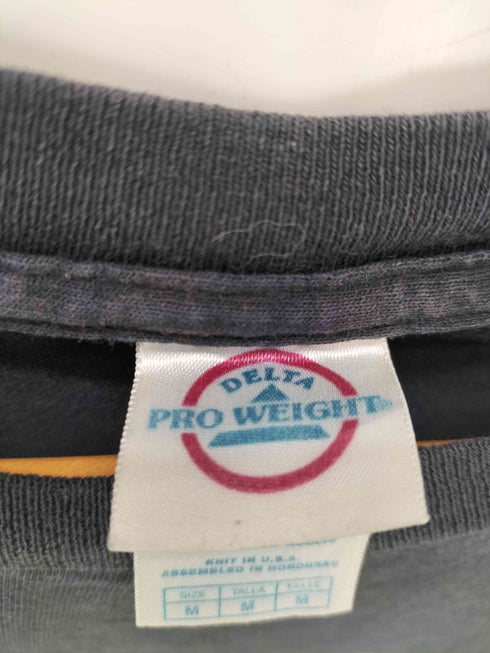 DELTA
PRO WEIGHT
KNIT IN U.S.A.
ASSEMBLED IN HONDURAS
SIZE TALLA TAILLE
M M M